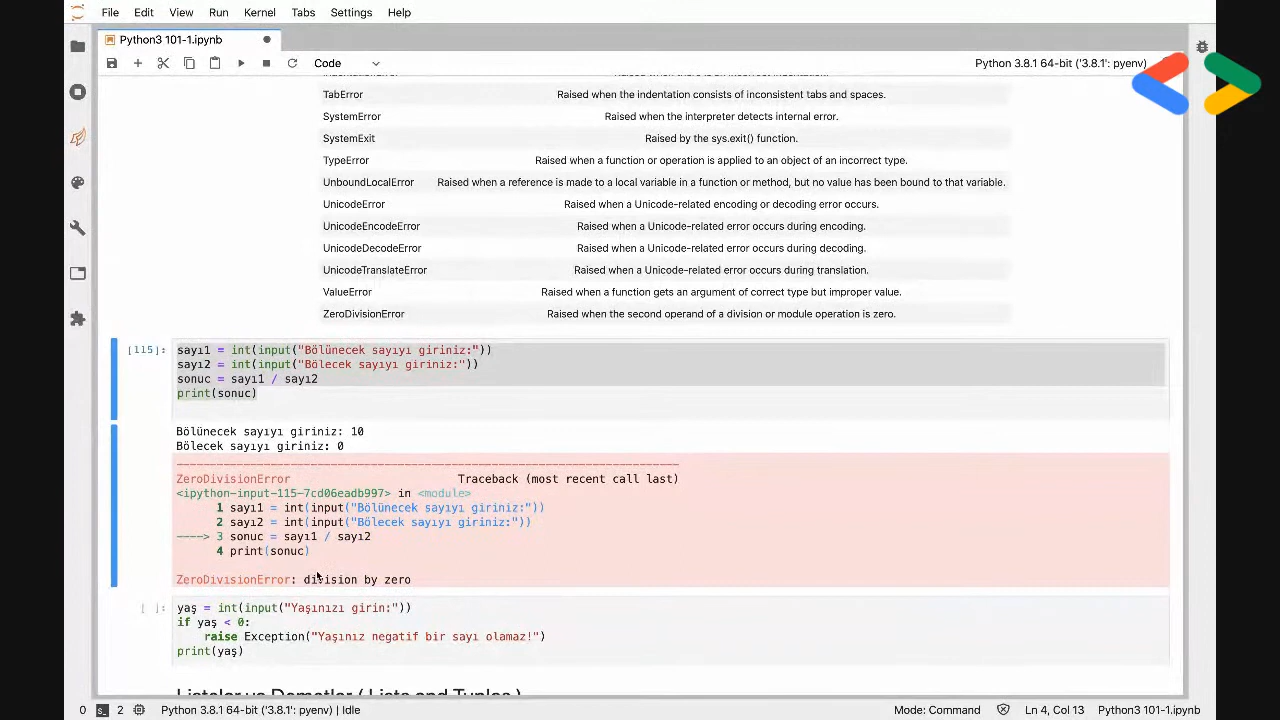 File Edit View Run Kernel Tabs Settings Help
Python3 101-1.ipynb
Code
Python 3.8.1 64-bit ('3.8.1': pyenv)
TabError Raised when the indentation consists of inconsistent tabs and spaces.
SystemError Raised when the interpreter detects internal error.
SystemExit Raised by the sys.exit() function.
TypeError Raised when a function or operation is applied to an object of an incorrect type.
UnboundLocalError Raised when a reference is made to a local variable in a function or method, but no value has been bound to that variable.
UnicodeError Raised when a Unicode-related encoding or decoding error occurs.
UnicodeEncodeError Raised when a Unicode-related error occurs during encoding.
UnicodeDecodeError Raised when a Unicode-related error occurs during decoding.
UnicodeTranslateError Raised when a Unicode-related error occurs during translation.
ValueError Raised when a function gets an argument of correct type but improper value.
ZeroDivisionError Raised when the second operand of a division or module operation is zero.
[115]: sayı1 = int(input("Bölünecek sayıyı giriniz:"))
sayı2 = int(input("Bölecek sayıyı giriniz:"))
sonuc = sayı1 / sayı2
print(sonuc)
Bölünecek sayıyı giriniz: 10
Bölecek sayıyı giriniz: 0
ZeroDivisionError Traceback (most recent call last)
<ipython-input-115-7cd06eadb997> in <module>
1 sayı1 = int(input("Bölünecek sayıyı giriniz:"))
2 sayı2 = int(input("Bölecek sayıyı giriniz:"))
----> 3 sonuc = sayı1 / sayı2
4 print(sonuc)
ZeroDivisionError: division by zero
[ ]: yaş = int(input("Yaşınızı girin:"))
if yaş < 0:
raise Exception("Yaşınız negatif bir sayı olamaz!")
print(yaş)
Listeler ve Demetler ( Lists and Tuples )
0 2 Python 3.8.1 64-bit ('3.8.1': pyenv) | Idle Mode: Command Ln 4, Col 13 Python3 101-1.ipynb